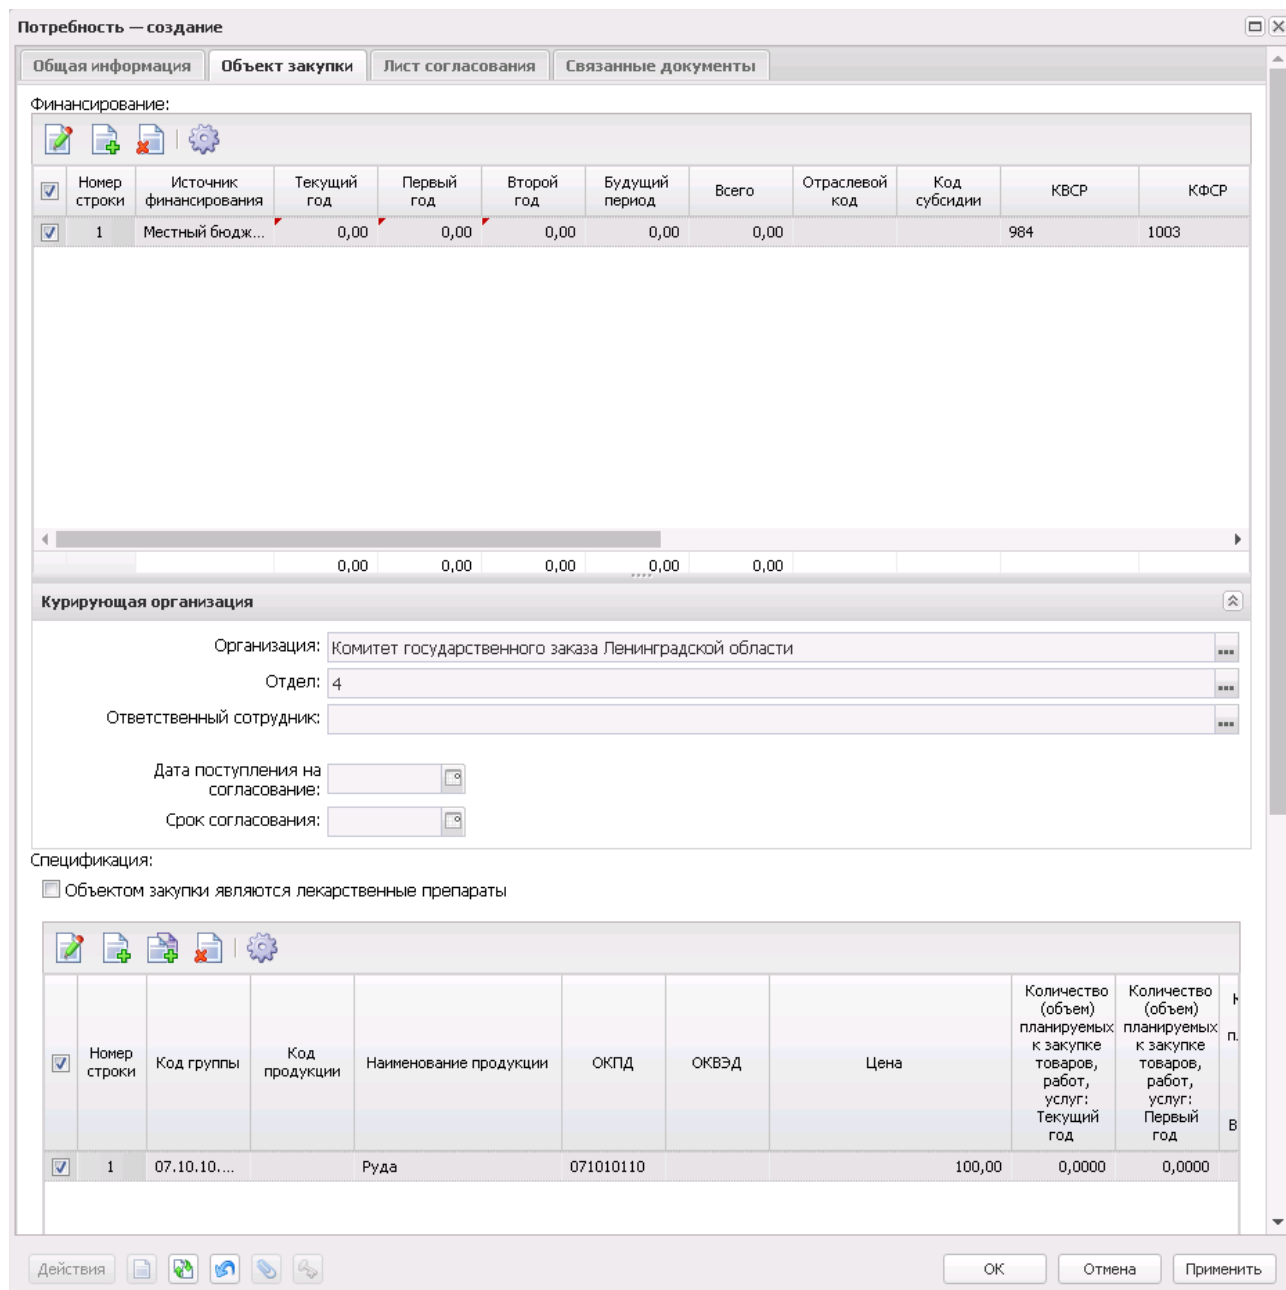 Потребность — создание
Общая информация Объект закупки Лист согласования Связанные документы
Финансирование:
Номер строки Источник финансирования Текущий год Первый год Второй год Будущий период Всего Отраслевой код Код субсидии КВСР КФСР
1 Местный бюдж... 0,00 0,00 0,00 0,00 0,00 984 1003
0,00 0,00 0,00 0,00 0,00
Курирующая организация
Организация: Комитет государственного заказа Ленинградской области
Отдел: 4
Ответственный сотрудник:
Дата поступления на
согласование:
Срок согласования:
Спецификация:
Объектом закупки являются лекарственные препараты
Номер строки Код группы Код продукции Наименование продукции ОКПД ОКВЭД Цена Количество (объем) планируемых к закупке товаров, работ, услуг: Текущий год Количество (объем) планируемых к закупке товаров, работ, услуг: Первый год
1 07.10.10.... Руда 071010110 100,00 0,0000 0,0000
Действия ОК Отмена Применить